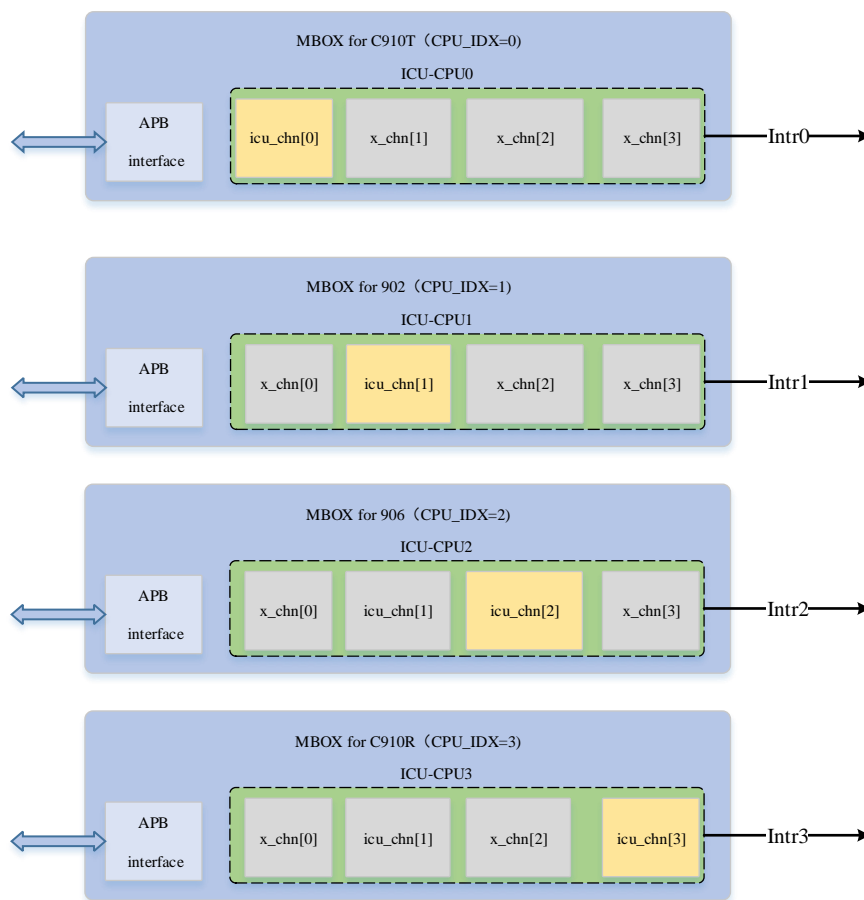 MBOX for C910T（CPU_IDX=0)
ICU-CPU0
APB
interface
icu_chn[0]
x_chn[1]
x_chn[2]
x_chn[3]
Intr0
MBOX for 902（CPU_IDX=1)
ICU-CPU1
APB
interface
x_chn[0]
icu_chn[1]
x_chn[2]
x_chn[3]
Intr1
MBOX for 906（CPU_IDX=2)
ICU-CPU2
APB
interface
x_chn[0]
icu_chn[1]
icu_chn[2]
x_chn[3]
Intr2
MBOX for C910R（CPU_IDX=3)
ICU-CPU3
APB
interface
x_chn[0]
icu_chn[1]
x_chn[2]
icu_chn[3]
Intr3